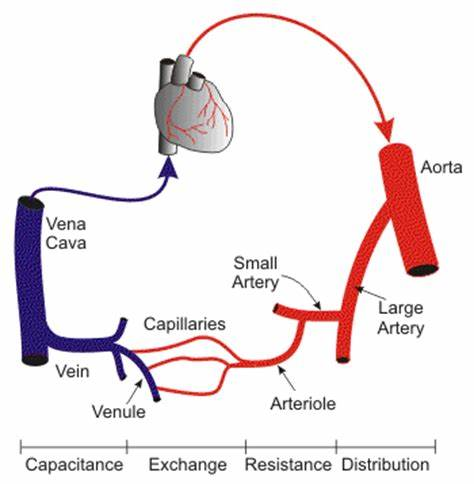 Aorta
Vena
Cava
Small
Artery
Large
Artery
Capillaries
Vein
Venule
Arteriole
Capacitance
Exchange
Resistance
Distribution